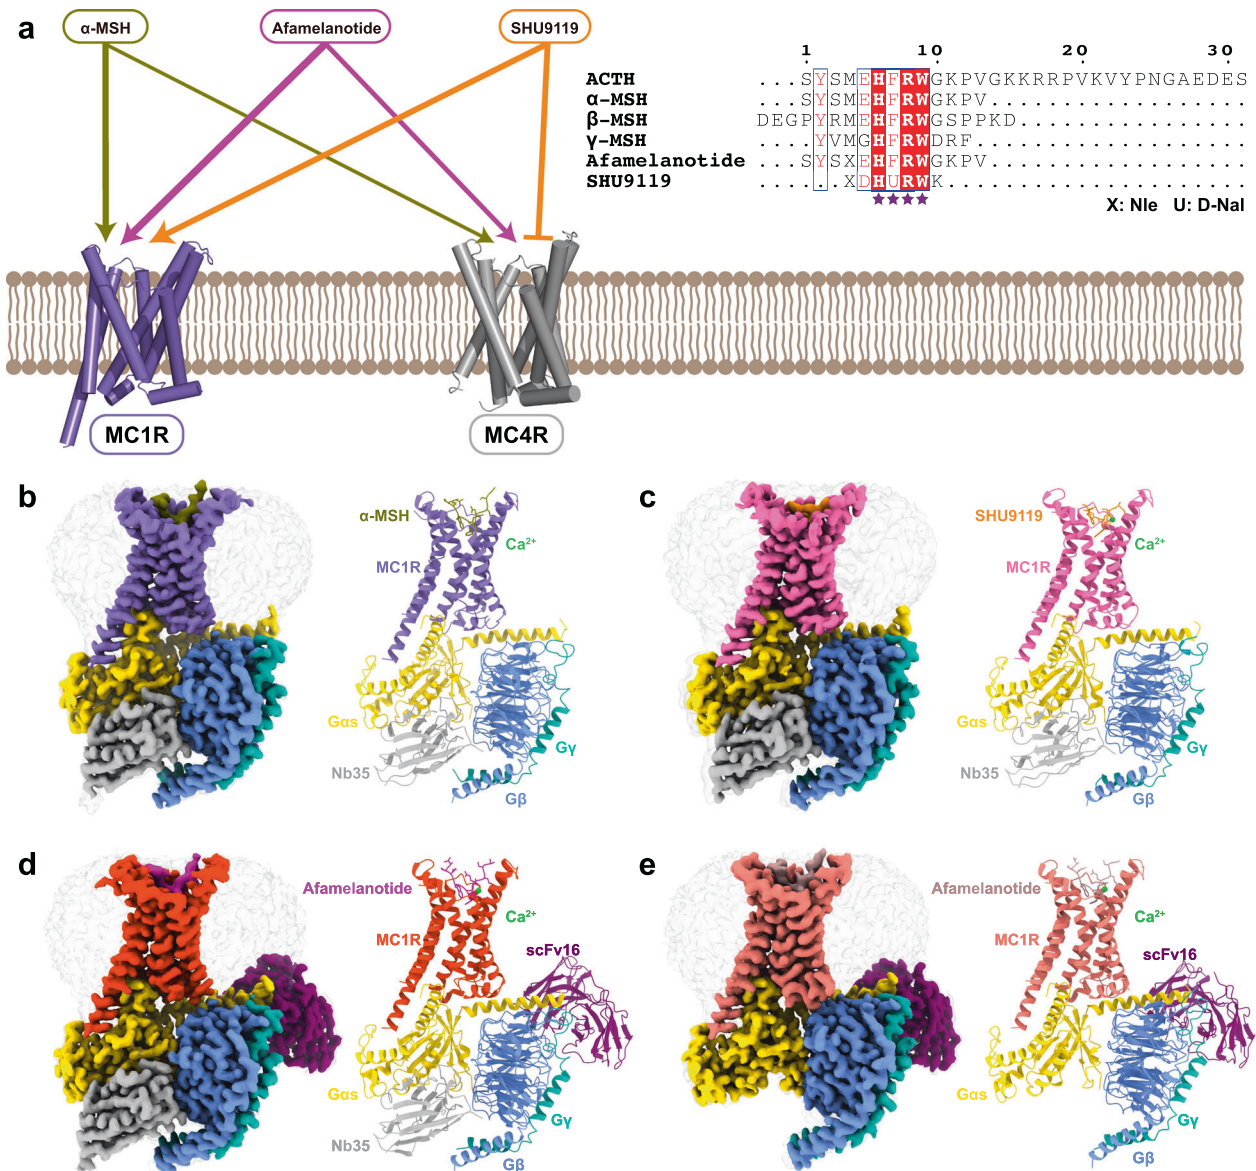 a
α-MSH
Afamelanotide
SHU9119
1 10 20 30
ACTH ...SYSMEHFRWGKPVGKKRRPVKVYPNGAEDES
α-MSH ...SYSMEHFRWGKPV..................
β-MSH DEGPYRMEHFRWGSPPKD................
γ-MSH ....YVMGHFRWDRF...................
Afamelanotide ...SYSXEHFRWGKPV..................
SHU9119 ......XDHURWK.....................
★★★★
X: Nle U: D-Nal
MC1R
MC4R
b
α-MSH
Ca²⁺
MC1R
Gαs
Gγ
Nb35
Gβ
c
SHU9119
Ca²⁺
MC1R
Gαs
Gγ
Nb35
Gβ
d
Afamelanotide
Ca²⁺
MC1R
scFv16
Gαs
Gγ
Nb35
Gβ
e
Afamelanotide
Ca²⁺
MC1R
scFv16
Gαs
Gγ
Gβ